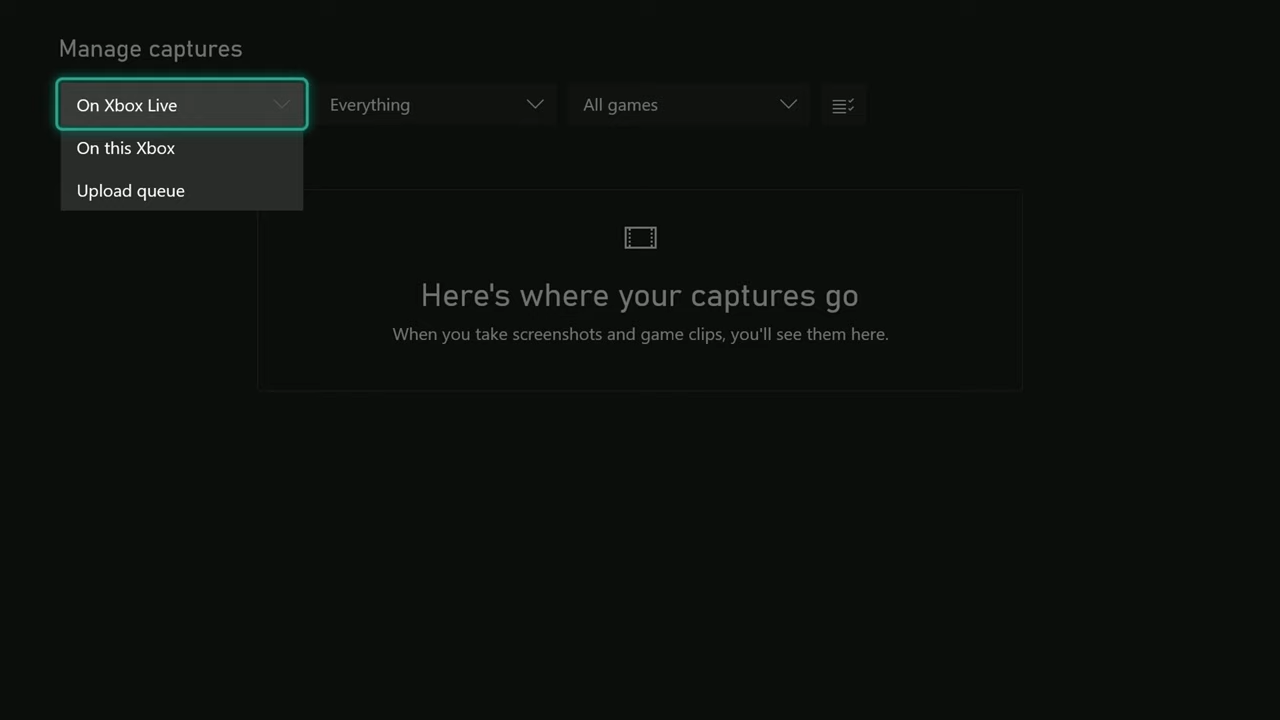 Manage captures
On Xbox Live
Everything
All games
On this Xbox
Upload queue
Here's where your captures go
When you take screenshots and game clips, you'll see them here.